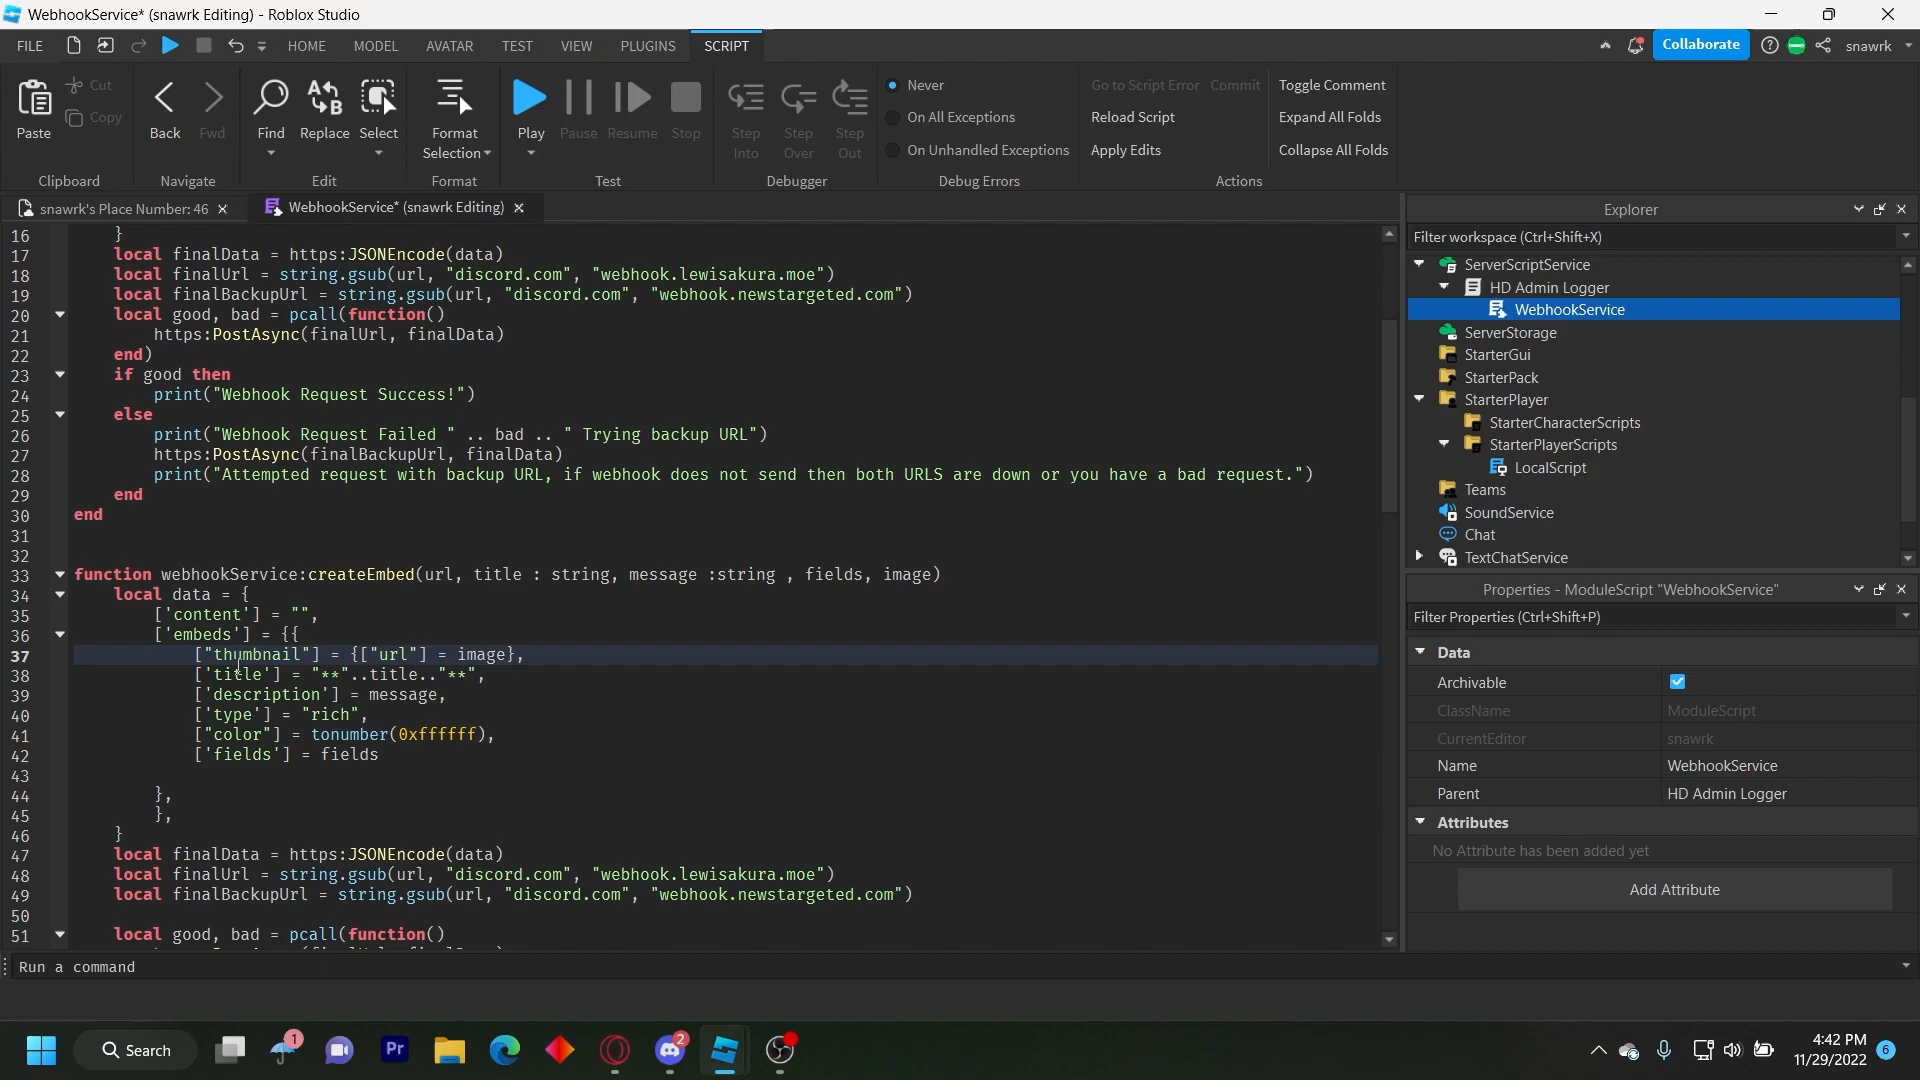 WebhookService* (snawrk Editing) - Roblox Studio
FILE HOME MODEL AVATAR TEST VIEW PLUGINS SCRIPT Collaborate snawrk
Paste Cut Copy Back Fwd Find Replace Select Format Selection Play Pause Resume Stop Step Into Step Over Step Out
Never
On All Exceptions
On Unhandled Exceptions
Go to Script Error Commit
Reload Script
Apply Edits
Toggle Comment
Expand All Folds
Collapse All Folds
Clipboard Navigate Edit Format Test Debugger Debug Errors Actions
snawrk's Place Number: 46 WebhookService* (snawrk Editing)
16 }
17 local finalData = https:JSONEncode(data)
18 local finalUrl = string.gsub(url, "discord.com", "webhook.lewisakura.moe")
19 local finalBackupUrl = string.gsub(url, "discord.com", "webhook.newstargeted.com")
20 local good, bad = pcall(function()
21 https:PostAsync(finalUrl, finalData)
22 end)
23 if good then
24 print("Webhook Request Success!")
25 else
26 print("Webhook Request Failed " .. bad .. " Trying backup URL")
27 https:PostAsync(finalBackupUrl, finalData)
28 print("Attempted request with backup URL, if webhook does not send then both URLS are down or you have a bad request.")
29 end
30 end
31
32
33 function webhookService:createEmbed(url, title : string, message :string , fields, image)
34 local data = {
35 ['content'] = "",
36 ['embeds'] = {{
37 ["thumbnail"] = {["url"] = image},
38 ['title'] = "**"..title.."**",
39 ['description'] = message,
40 ['type'] = "rich",
41 ["color"] = tonumber(0xffffff),
42 ['fields'] = fields
43
44 },
45 },
46 }
47 local finalData = https:JSONEncode(data)
48 local finalUrl = string.gsub(url, "discord.com", "webhook.lewisakura.moe")
49 local finalBackupUrl = string.gsub(url, "discord.com", "webhook.newstargeted.com")
50
51 local good, bad = pcall(function()
Run a command
Explorer
Filter workspace (Ctrl+Shift+X)
ServerScriptService
HD Admin Logger
WebhookService
ServerStorage
StarterGui
StarterPack
StarterPlayer
StarterCharacterScripts
StarterPlayerScripts
LocalScript
Teams
SoundService
Chat
TextChatService
Properties - ModuleScript "WebhookService"
Filter Properties (Ctrl+Shift+P)
Data
Archivable
ClassName ModuleScript
CurrentEditor snawrk
Name WebhookService
Parent HD Admin Logger
Attributes
No Attribute has been added yet
Add Attribute
Search 1 Pr 2
4:42 PM
11/29/2022 6